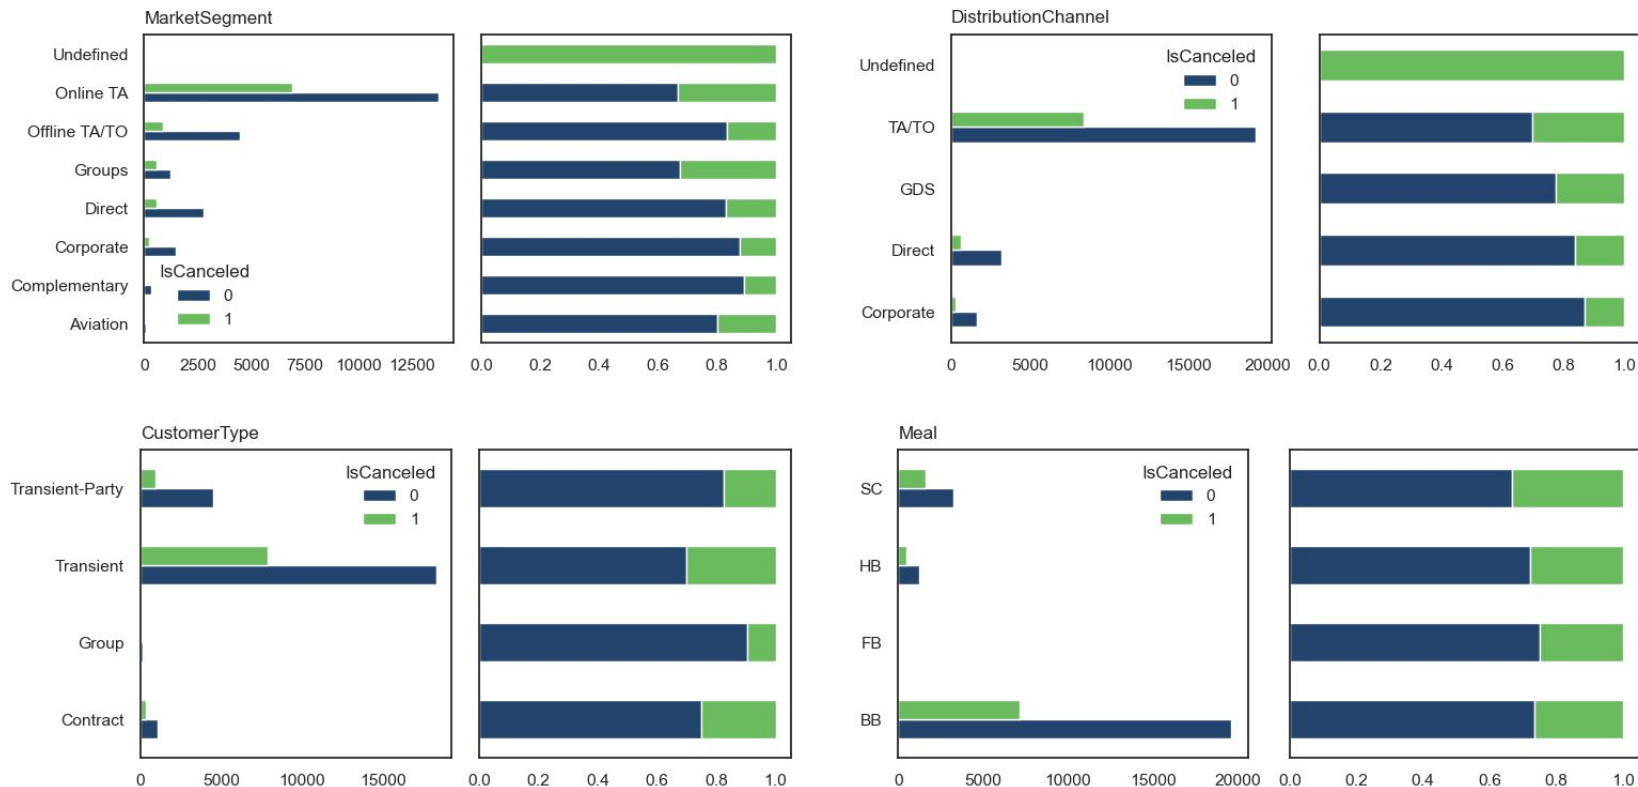 MarketSegment
Undefined
Online TA
Offline TA/TO
Groups
Direct
Corporate
Complementary
Aviation
IsCanceled
0
1
0 2500 5000 7500 10000 12500
0.0 0.2 0.4 0.6 0.8 1.0
DistributionChannel
Undefined
TA/TO
GDS
Direct
Corporate
IsCanceled
0
1
0 5000 10000 15000 20000
0.0 0.2 0.4 0.6 0.8 1.0
CustomerType
Transient-Party
Transient
Group
Contract
IsCanceled
0
1
0 5000 10000 15000
0.0 0.2 0.4 0.6 0.8 1.0
Meal
SC
HB
FB
BB
IsCanceled
0
1
0 5000 10000 15000 20000
0.0 0.2 0.4 0.6 0.8 1.0